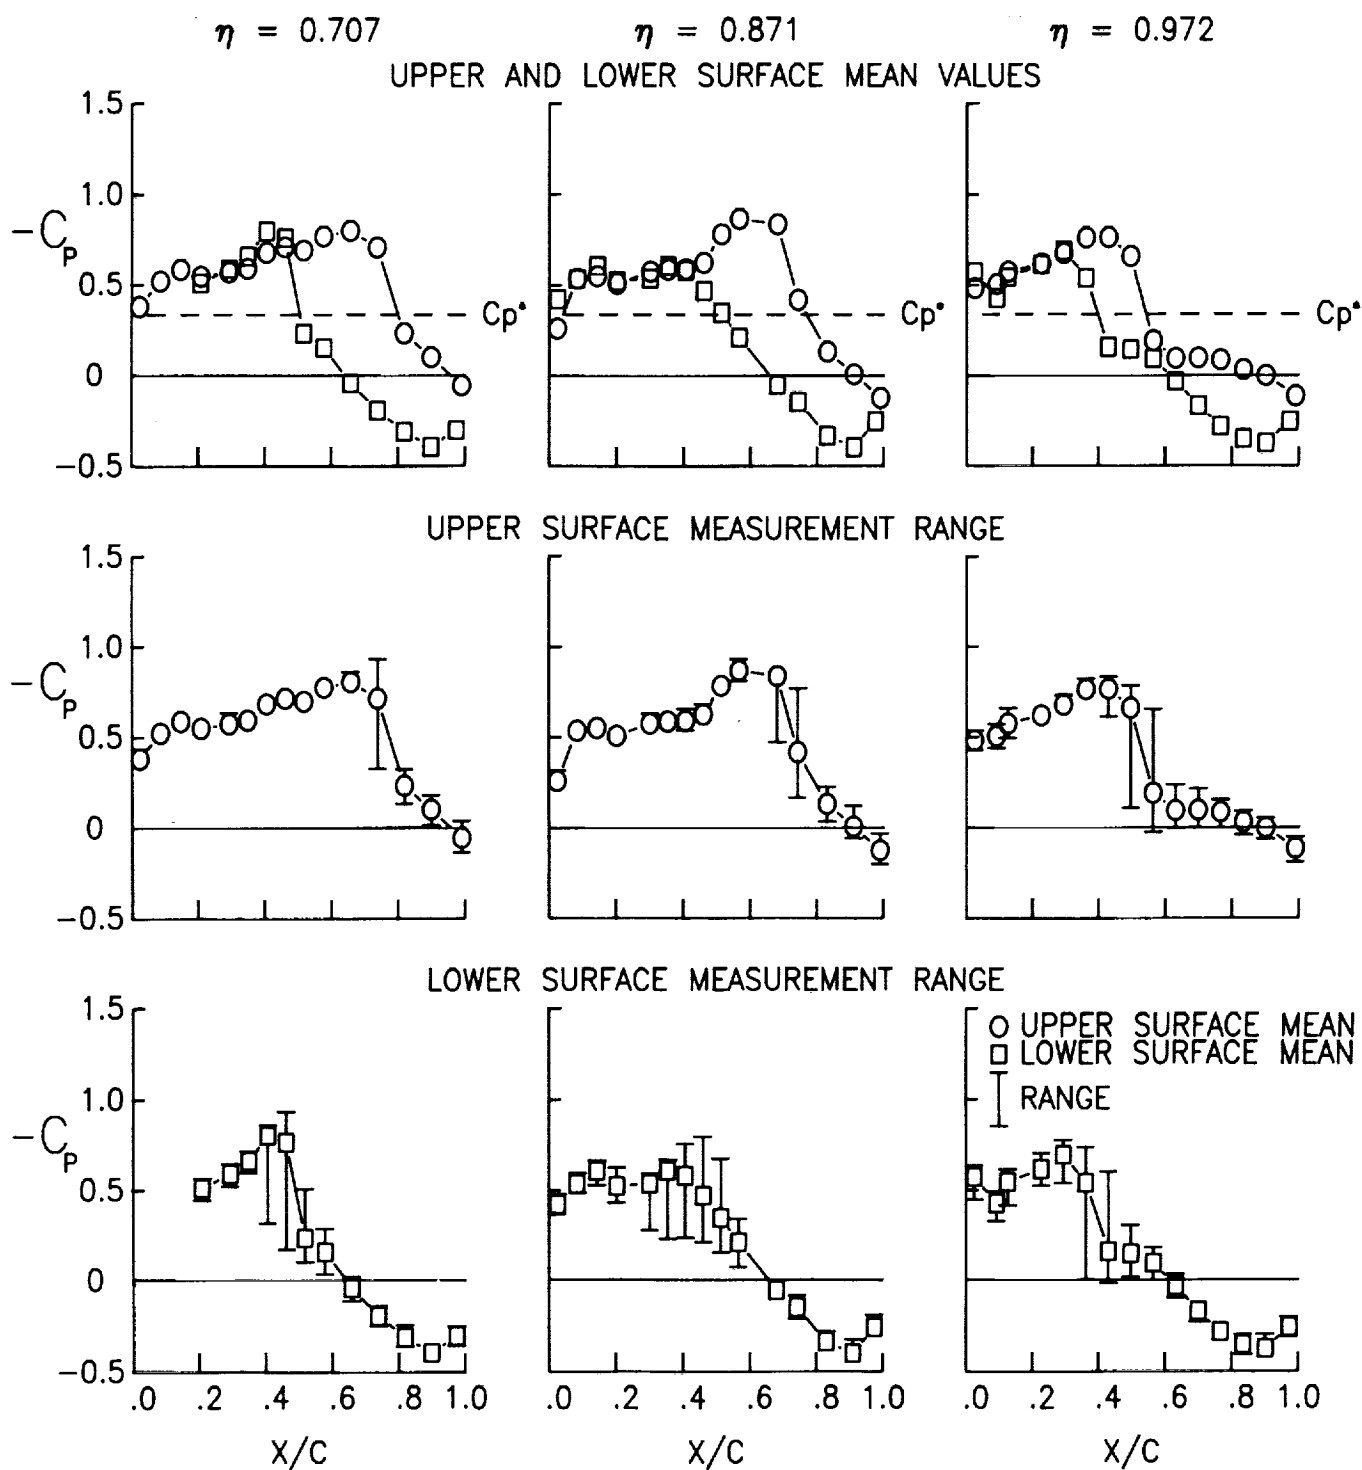 η = 0.707 η = 0.871 η = 0.972
UPPER AND LOWER SURFACE MEAN VALUES
1.5
1.0
-Cp
0.5
Cp* Cp* Cp*
0
-0.5
UPPER SURFACE MEASUREMENT RANGE
1.5
1.0
-Cp
0.5
0
-0.5
LOWER SURFACE MEASUREMENT RANGE
1.5
UPPER SURFACE MEAN
LOWER SURFACE MEAN
RANGE
1.0
-Cp
0.5
0
-0.5
.0 .2 .4 .6 .8 1.0 .0 .2 .4 .6 .8 1.0 .0 .2 .4 .6 .8 1.0
X/C X/C X/C